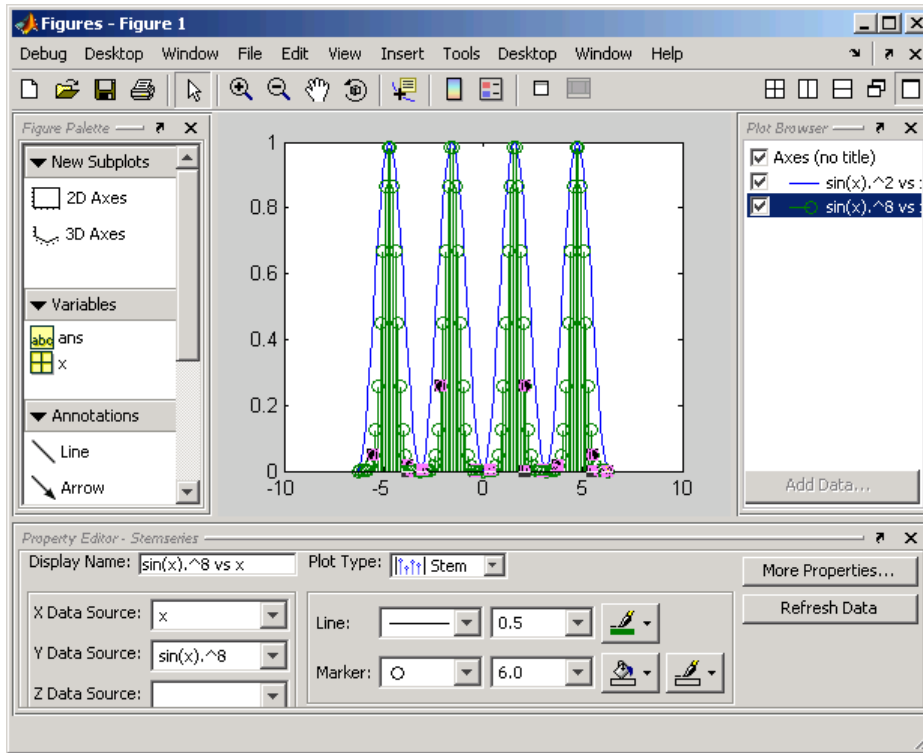 Figures - Figure 1
Debug Desktop Window File Edit View Insert Tools Desktop Window Help
Figure Palette
New Subplots
2D Axes
3D Axes
Variables
abc ans
x
Annotations
Line
Arrow
1
0.8
0.6
0.4
0.2
0
-10 -5 0 5 10
Plot Browser
Axes (no title)
sin(x).^2 vs
sin(x).^8 vs
Add Data...
Property Editor - Stemseries
Display Name: sin(x).^8 vs x
Plot Type: Stem
More Properties...
X Data Source: x
Line: 0.5
Refresh Data
Y Data Source: sin(x).^8
Marker: 6.0
Z Data Source: